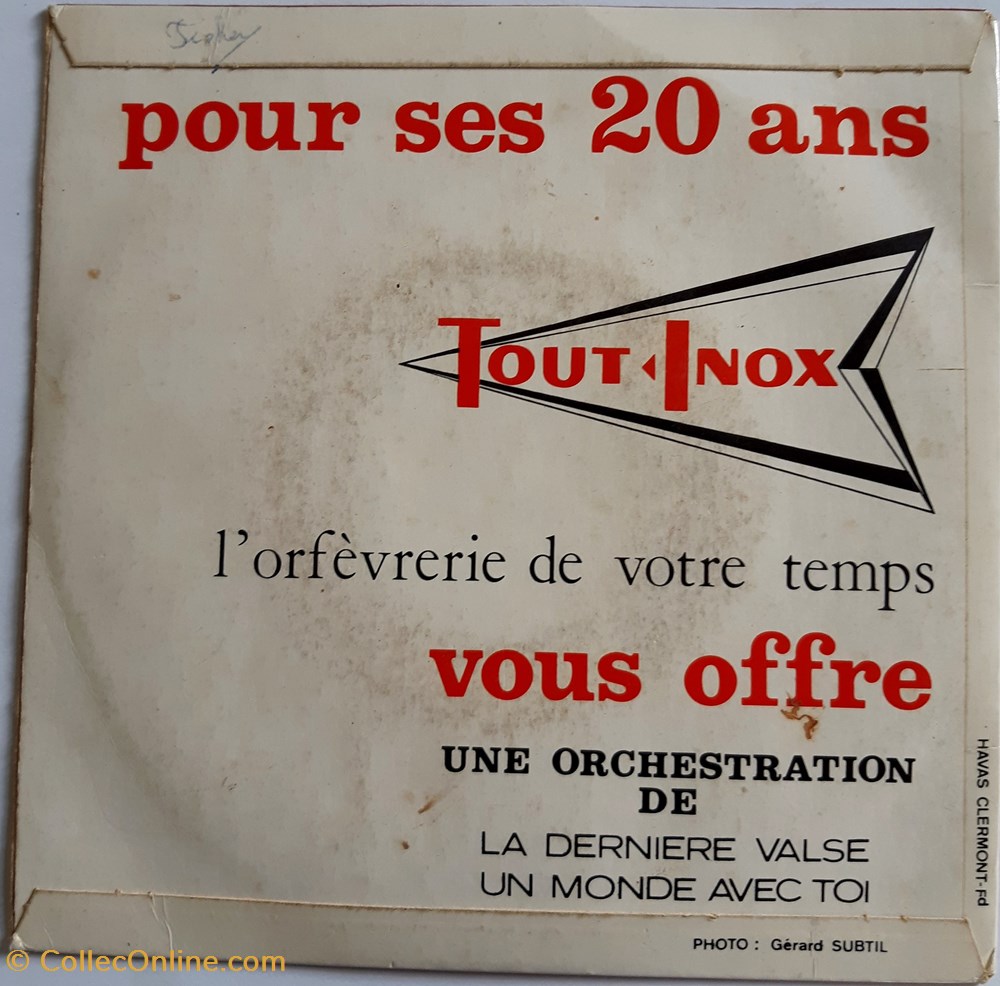 pour ses 20 ans
TOUT INOX
l'orfèvrerie de votre temps
vous offre
UNE ORCHESTRATION
DE
LA DERNIERE VALSE
UN MONDE AVEC TOI
HAVAS CLERMONT-Fd
PHOTO : Gérard SUBTIL
© CollecOnline.com